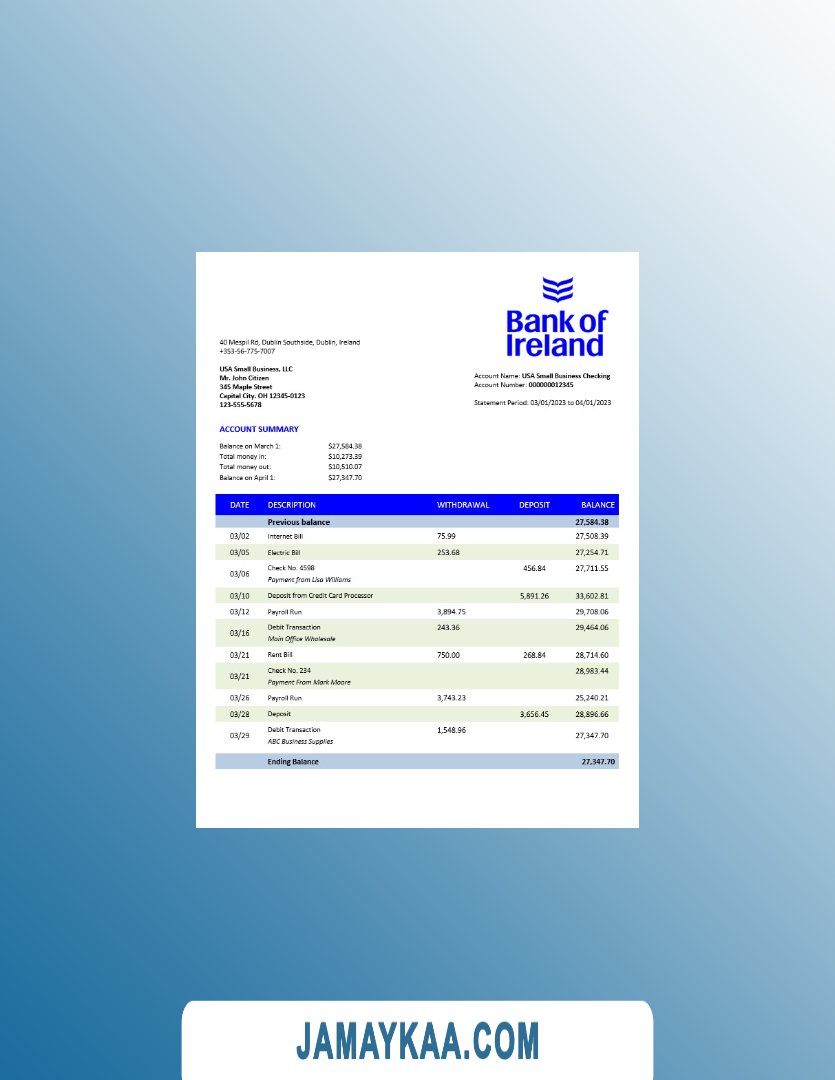 Bank of
Ireland
40 Mespil Rd, Dublin Southside, Dublin, Ireland
+353-56-775-7007
USA Small Business, LLC
Mr. John Citizen
345 Maple Street
Capital City. OH 12345-0123
123-555-5678
Account Name: USA Small Business Checking
Account Number: 000000012345
Statement Period: 03/01/2023 to 04/01/2023
ACCOUNT SUMMARY
Balance on March 1: $27,584.38
Total money in: $10,273.39
Total money out: $10,510.07
Balance on April 1: $27,347.70
DATE DESCRIPTION WITHDRAWAL DEPOSIT BALANCE
Previous balance 27,584.38
03/02 Internet Bill 75.99 27,508.39
03/05 Electric Bill 253.68 27,254.71
03/06 Check No. 4598 456.84 27,711.55
Payment from Lisa Williams
03/10 Deposit from Credit Card Processor 5,891.26 33,602.81
03/12 Payroll Run 3,894.75 29,708.06
03/16 Debit Transaction 243.36 29,464.06
Main Office Wholesale
03/21 Rent Bill 750.00 268.84 28,714.60
03/21 Check No. 234 28,983.44
Payment From Mark Moore
03/26 Payroll Run 3,743.23 25,240.21
03/28 Deposit 3,656.45 28,896.66
03/29 Debit Transaction 1,548.96 27,347.70
ABC Business Supplies
Ending Balance 27,347.70
JAMAYKAA.COM